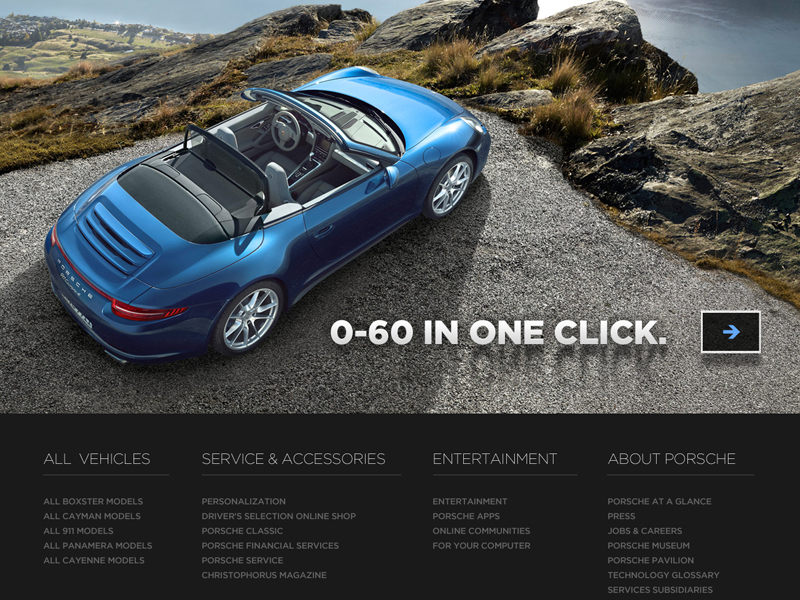 PORSCHE
0-60 IN ONE CLICK.
ALL VEHICLES
ALL BOXSTER MODELS
ALL CAYMAN MODELS
ALL 911 MODELS
ALL PANAMERA MODELS
ALL CAYENNE MODELS
SERVICE & ACCESSORIES
PERSONALIZATION
DRIVER'S SELECTION ONLINE SHOP
PORSCHE CLASSIC
PORSCHE FINANCIAL SERVICES
PORSCHE SERVICE
CHRISTOPHORUS MAGAZINE
ENTERTAINMENT
ENTERTAINMENT
PORSCHE APPS
ONLINE COMMUNITIES
FOR YOUR COMPUTER
ABOUT PORSCHE
PORSCHE AT A GLANCE
PRESS
JOBS & CAREERS
PORSCHE MUSEUM
PORSCHE PAVILION
TECHNOLOGY GLOSSARY
SERVICES SUBSIDIARIES